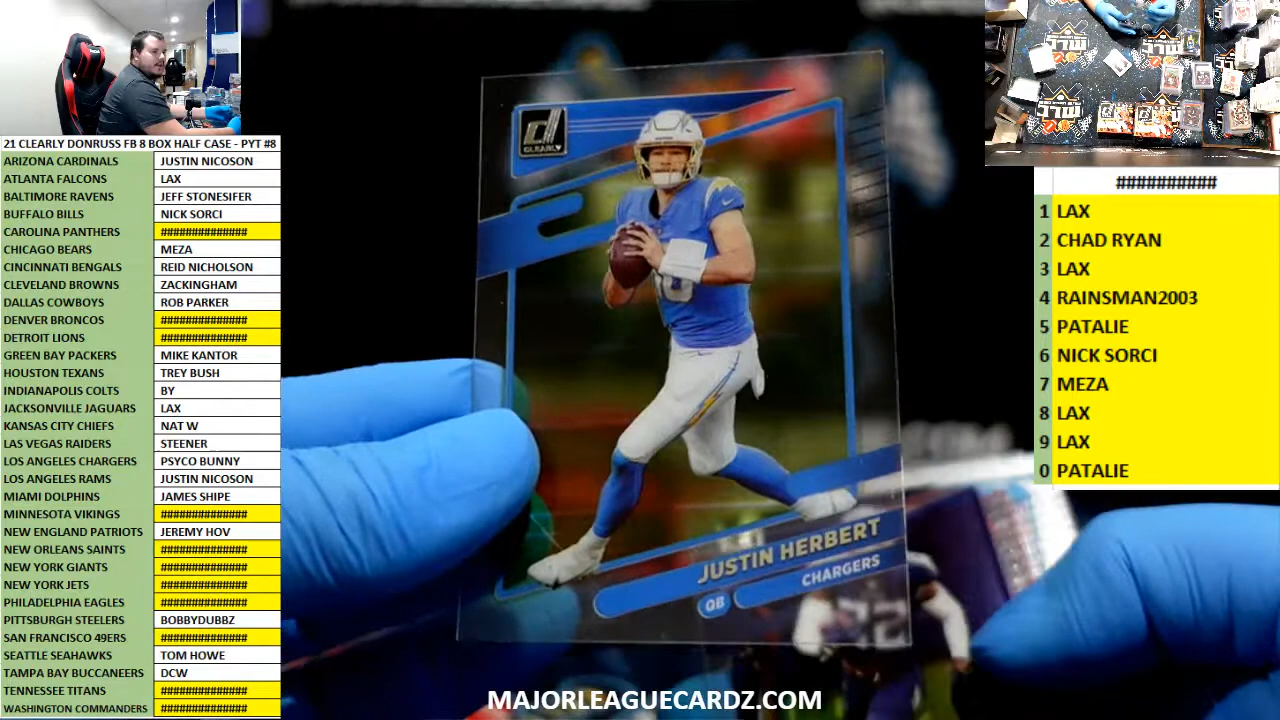 21 CLEARLY DONRUSS FB 8 BOX HALF CASE - PYT #8
ARIZONA CARDINALS JUSTIN NICOSON
ATLANTA FALCONS LAX
BALTIMORE RAVENS JEFF STONESIFER
BUFFALO BILLS NICK SORCI
CAROLINA PANTHERS ##############
CHICAGO BEARS MEZA
CINCINNATI BENGALS REID NICHOLSON
CLEVELAND BROWNS ZACKINGHAM
DALLAS COWBOYS ROB PARKER
DENVER BRONCOS ##############
DETROIT LIONS ##############
GREEN BAY PACKERS MIKE KANTOR
HOUSTON TEXANS TREY BUSH
INDIANAPOLIS COLTS BY
JACKSONVILLE JAGUARS LAX
KANSAS CITY CHIEFS NAT W
LAS VEGAS RAIDERS STEENER
LOS ANGELES CHARGERS PSYCO BUNNY
LOS ANGELES RAMS JUSTIN NICOSON
MIAMI DOLPHINS JAMES SHIPE
MINNESOTA VIKINGS ##############
NEW ENGLAND PATRIOTS JEREMY HOV
NEW ORLEANS SAINTS ##############
NEW YORK GIANTS ##############
NEW YORK JETS ##############
PHILADELPHIA EAGLES ##############
PITTSBURGH STEELERS BOBBYDUBBZ
SAN FRANCISCO 49ERS ##############
SEATTLE SEAHAWKS TOM HOWE
TAMPA BAY BUCCANEERS DCW
TENNESSEE TITANS ##############
WASHINGTON COMMANDERS ##############
d
CLEARLY
JUSTIN HERBERT
QB CHARGERS
22
MAJORLEAGUECARDZ.COM
##########
1 LAX
2 CHAD RYAN
3 LAX
4 RAINSMAN2003
5 PATALIE
6 NICK SORCI
7 MEZA
8 LAX
9 LAX
0 PATALIE